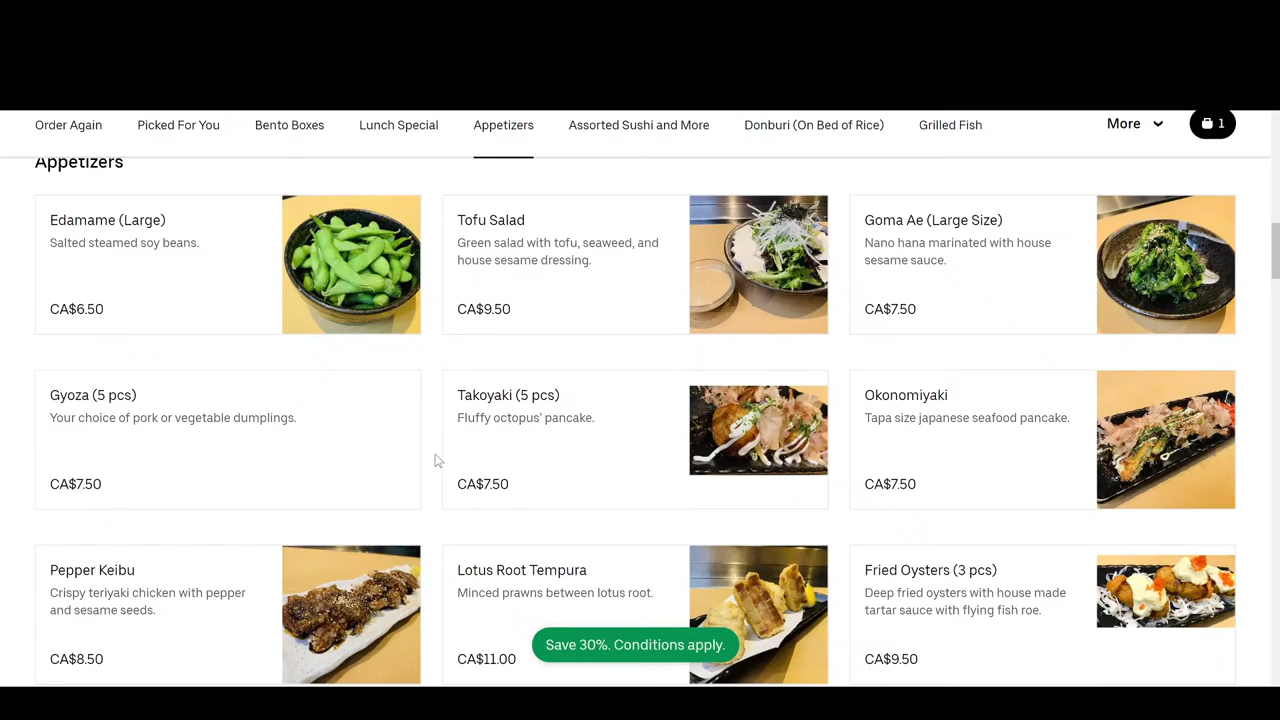 Order Again
Picked For You
Bento Boxes
Lunch Special
Appetizers
Assorted Sushi and More
Donburi (On Bed of Rice)
Grilled Fish
More
1
Appetizers
Edamame (Large)
Salted steamed soy beans.
CA$6.50
Tofu Salad
Green salad with tofu, seaweed, and
house sesame dressing.
CA$9.50
Goma Ae (Large Size)
Nano hana marinated with house
sesame sauce.
CA$7.50
Gyoza (5 pcs)
Your choice of pork or vegetable dumplings.
CA$7.50
Takoyaki (5 pcs)
Fluffy octopus' pancake.
CA$7.50
Okonomiyaki
Tapa size japanese seafood pancake.
CA$7.50
Pepper Keibu
Crispy teriyaki chicken with pepper
and sesame seeds.
CA$8.50
Lotus Root Tempura
Minced prawns between lotus root.
CA$11.00
Fried Oysters (3 pcs)
Deep fried oysters with house made
tartar sauce with flying fish roe.
CA$9.50
Save 30%. Conditions apply.